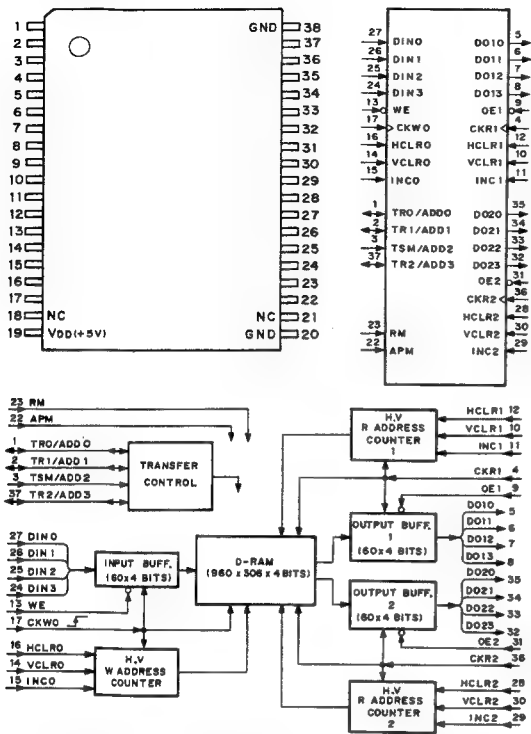 1 GND 38
2 37
3 36
4 35
5 34
6 33
7 32
8 31
9 30
10 29
11 28
12 27
13 26
14 25
15 24
16 23
17 22
18 NC NC 21
19 VDD(+5V) GND 20
27 DIN0 DO10 5
26 DIN1 DO11 6
25 DIN2 DO12 7
24 DIN3 DO13 8
13 WE OE1 9
17 CKW0 CKR1 4
16 HCLR0 HCLR1 12
14 VCLR0 VCLR1 10
15 INC0 INC1 11
1 TR0/ADD0 DO20 35
2 TR1/ADD1 DO21 34
3 TSM/ADD2 DO22 33
37 TR2/ADD3 DO23 32
OE2 31
CKR2 36
HCLR2 28
23 RM VCLR2 30
22 APM INC2 29
23 RM
22 APM
1 TR0/ADD0
2 TR1/ADD1
3 TSM/ADD2
37 TR2/ADD3
TRANSFER
CONTROL
27 DIN0
26 DIN1
25 DIN2
24 DIN3
13 WE
17 CKW0
16 HCLR0
14 VCLR0
15 INC0
INPUT BUFF.
(60x4 BITS)
H.V
W ADDRESS
COUNTER
D-RAM
(960x306x4BITS)
H.V
R ADDRESS
COUNTER
1
HCLR1 12
VCLR1 10
INC1 11
CKR1 4
OE1 9
OUTPUT BUFF.
1
(60x4 BITS)
DO10 5
DO11 6
DO12 7
DO13 8
OUTPUT BUFF.
2
(60x4 BITS)
DO20 35
DO21 34
DO22 33
DO23 32
OE2 31
CKR2 36
H.V
R ADDRESS
COUNTER
2
HCLR2 28
VCLR2 30
INC2 29